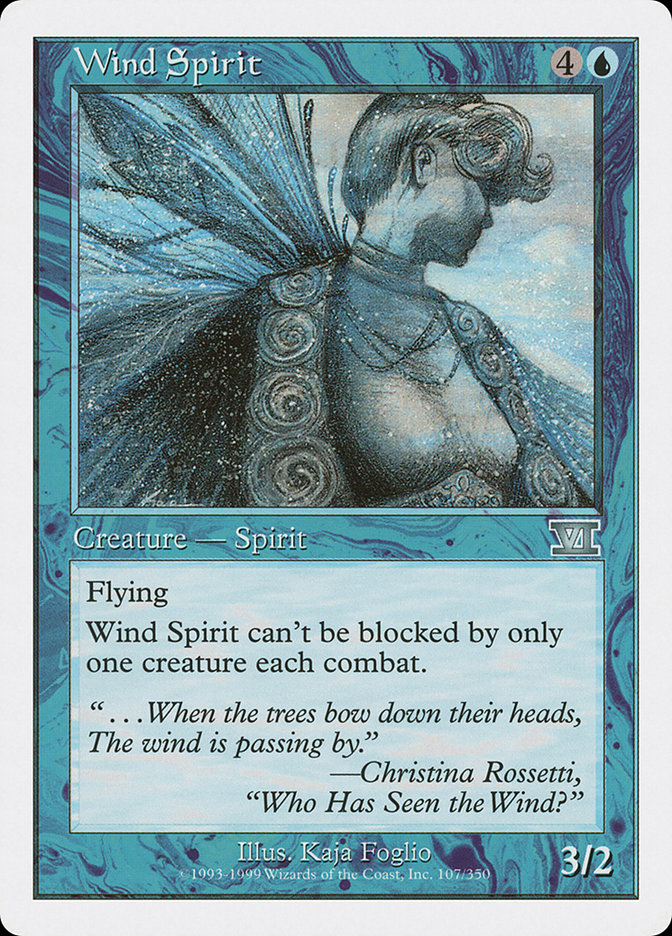 Wind Spirit 4
Creature — Spirit VI
Flying
Wind Spirit can't be blocked by only
one creature each combat.
“ . . . When the trees bow down their heads,
The wind is passing by.”
—Christina Rossetti,
“Who Has Seen the Wind?”
Illus. Kaja Foglio
©1993-1999 Wizards of the Coast, Inc. 107/350
3/2